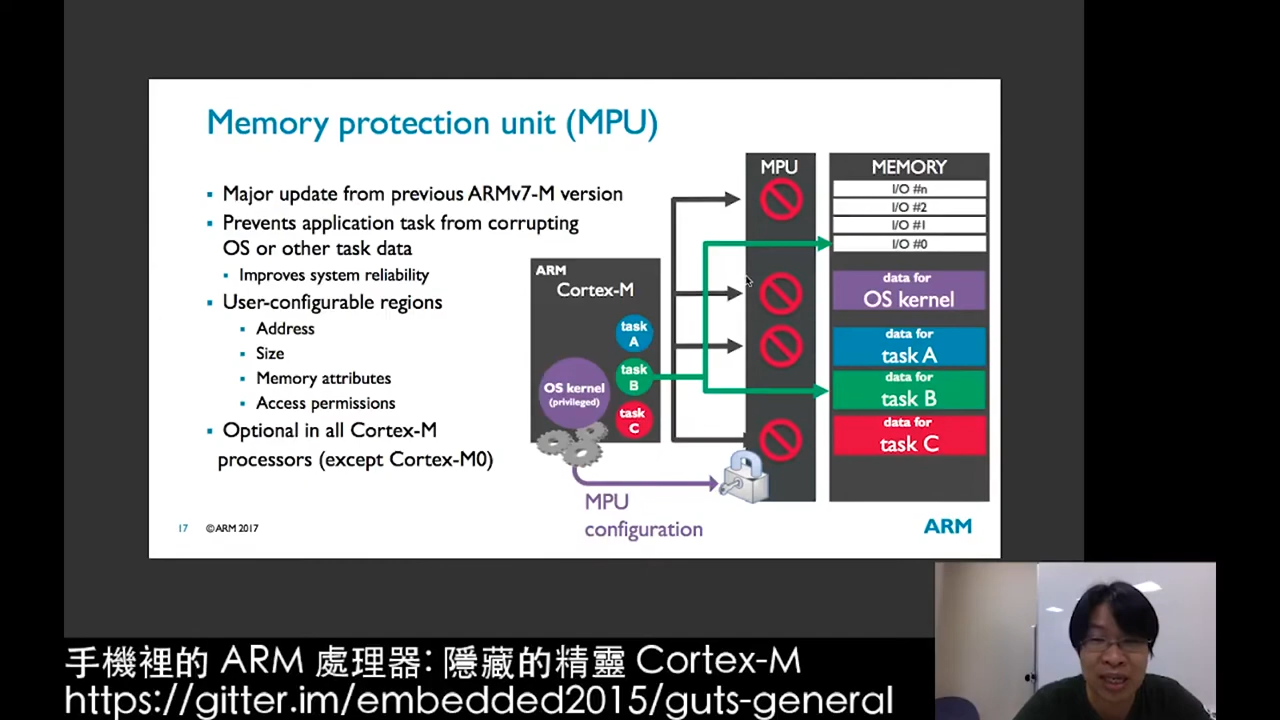 Memory protection unit (MPU)
▪ Major update from previous ARMv7-M version
▪ Prevents application task from corrupting
OS or other task data
▪ Improves system reliability
▪ User-configurable regions
▪ Address
▪ Size
▪ Memory attributes
▪ Access permissions
▪ Optional in all Cortex-M
processors (except Cortex-M0)
ARM
Cortex-M
task
A
task
B
task
C
OS kernel
(privileged)
MPU
configuration
MPU
MEMORY
I/O #n
I/O #2
I/O #1
I/O #0
data for
OS kernel
data for
task A
data for
task B
data for
task C
17 ©ARM 2017
ARM
手機裡的 ARM 處理器: 隱藏的精靈 Cortex-M
https://gitter.im/embedded2015/guts-general